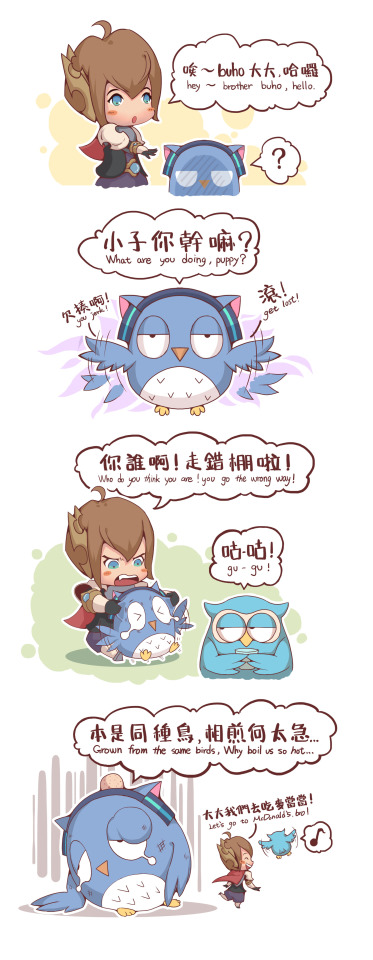 唉～buho大大,哈囉
hey ~ brother buho, hello.
?
小子你幹嘛?
What are you doing, puppy?
欠揍啊!
you jerk!
滾!
get lost!
你誰啊!走錯棚啦!
Who do you think you are! you go the wrong way!
咕-咕!
gu - gu!
本是同種鳥,相煎何太急...
Grown from the same birds, Why boil us so hot...
大大我們去吃麥當當!
Let's go to McDonald's, bro!
♪